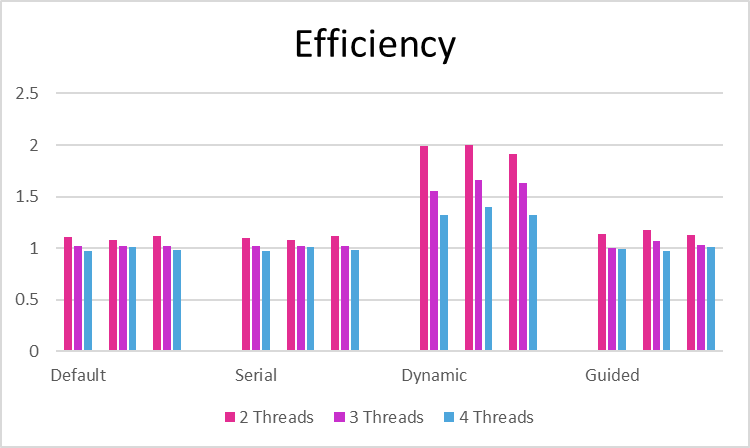 Efficiency
2.5
2
1.5
1
0.5
0
Default Serial Dynamic Guided
2 Threads 3 Threads 4 Threads